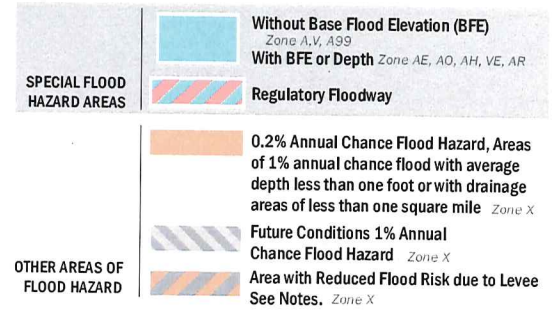 Without Base Flood Elevation (BFE)
Zone A,V, A99
With BFE or Depth Zone AE, AO, AH, VE, AR
SPECIAL FLOOD
HAZARD AREAS
Regulatory Floodway
0.2% Annual Chance Flood Hazard, Areas
of 1% annual chance flood with average
depth less than one foot or with drainage
areas of less than one square mile Zone X
Future Conditions 1% Annual
Chance Flood Hazard Zone X
OTHER AREAS OF
FLOOD HAZARD
Area with Reduced Flood Risk due to Levee
See Notes. Zone X